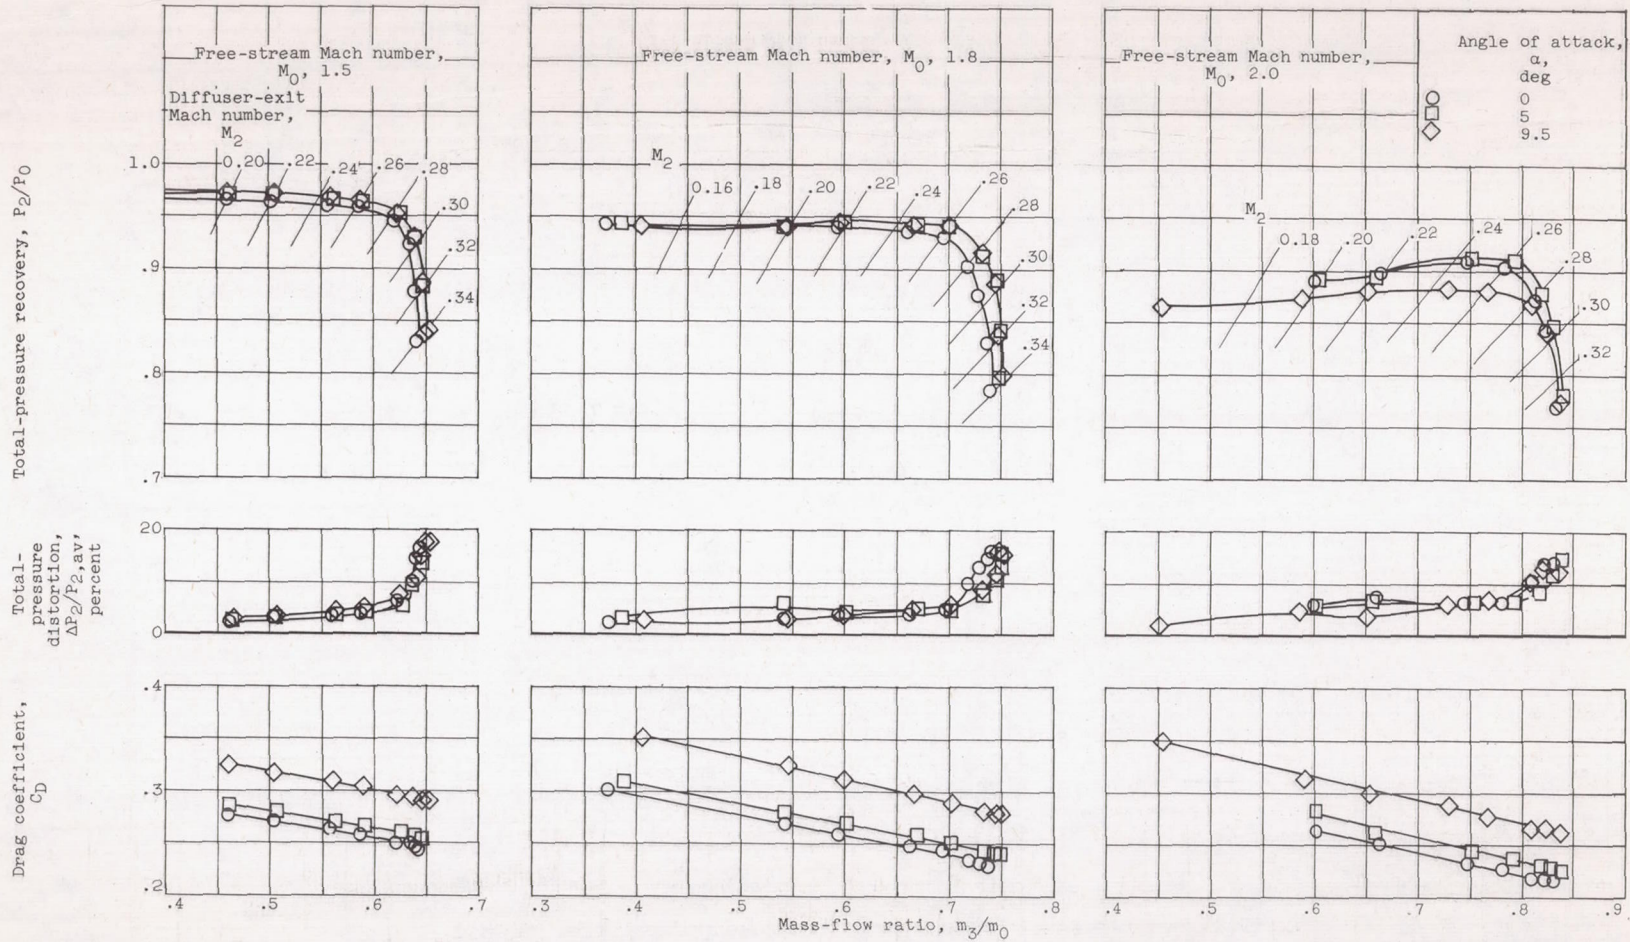 Free-stream Mach number,
M0, 1.5
Diffuser-exit
Mach number,
M2
0.20
.22
.24
.26
.28
.30
.32
.34
Free-stream Mach number, M0, 1.8
M2
0.16
.18
.20
.22
.24
.26
.28
.30
.32
.34
Free-stream Mach number,
M0, 2.0
M2
0.18
.20
.22
.24
.26
.28
.30
.32
Angle of attack,
α,
deg
0
5
9.5
Total-pressure recovery, P2/P0
1.0
.9
.8
.7
Total-
pressure
distortion,
ΔP2/P2,av,
percent
20
10
0
Drag coefficient,
CD
.4
.3
.2
.4 .5 .6 .7
.3 .4 .5 .6 .7 .8
.4 .5 .6 .7 .8 .9
Mass-flow ratio, m3/m0